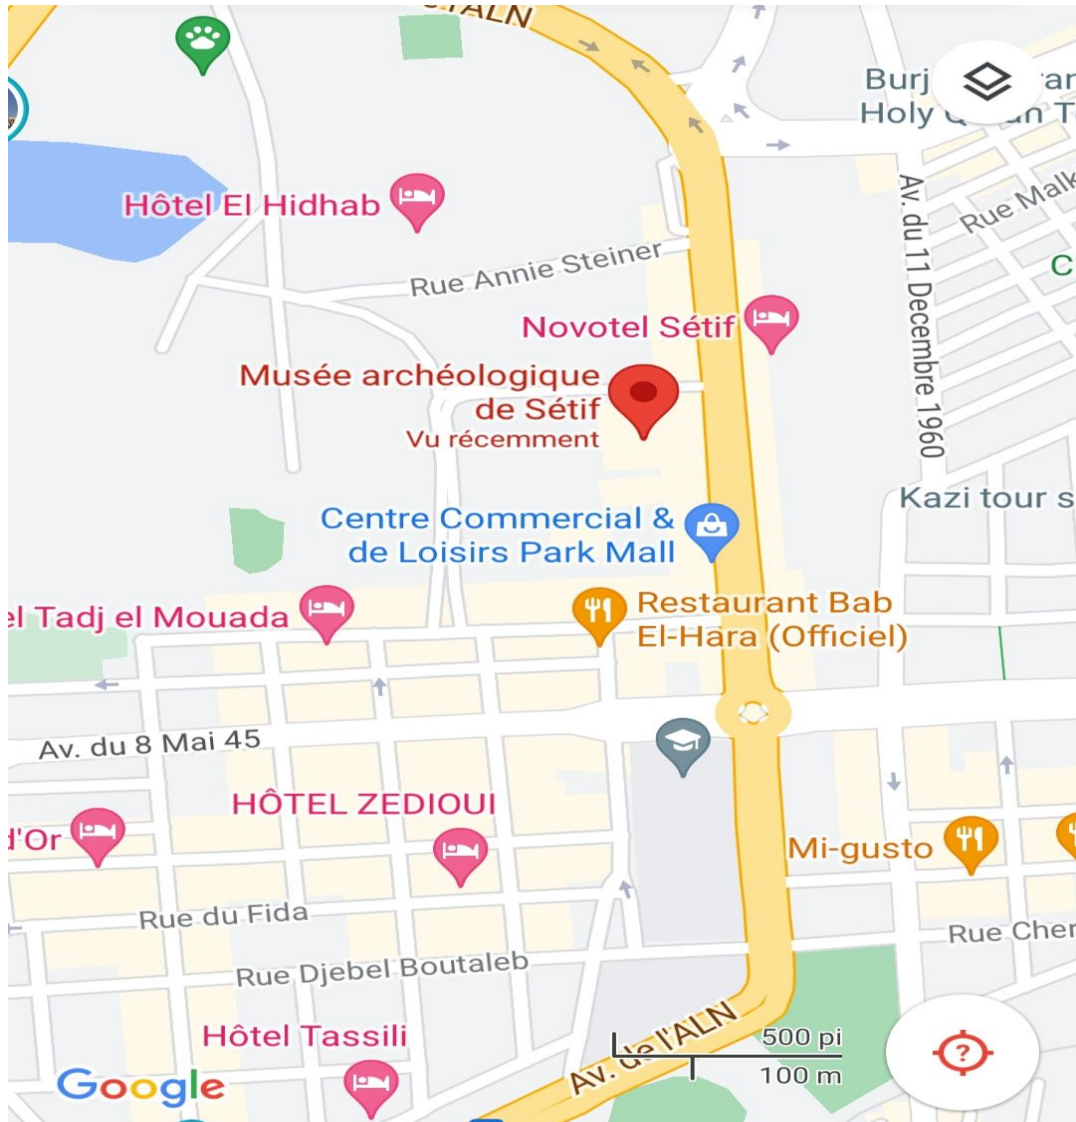 l'ALN
Burj
Holy
Hôtel El Hidhab
Av. du 11 Decembre 1960
Rue Malk
Rue Annie Steiner
C
Novotel Sétif
Musée archéologique
de Sétif
Vu récemment
Kazi tour s
Centre Commercial &
de Loisirs Park Mall
el Tadj el Mouada
Restaurant Bab
El-Hara (Officiel)
Av. du 8 Mai 45
HÔTEL ZEDIOUI
d'Or
Mi-gusto
Rue du Fida
Rue Cher
Rue Djebel Boutaleb
Hôtel Tassili
Av. de l'ALN
500 pi
100 m
Google
?